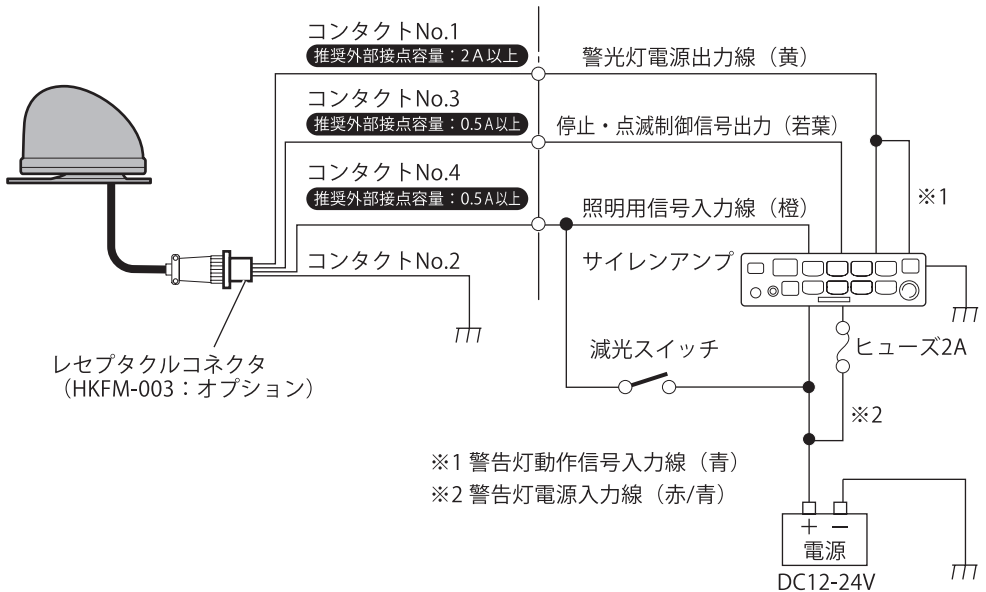 コンタクトNo.1
推奨外部接点容量：2A以上
警光灯電源出力線（黄）
コンタクトNo.3
推奨外部接点容量：0.5A以上
停止・点滅制御信号出力（若葉）
コンタクトNo.4
推奨外部接点容量：0.5A以上
※1
照明用信号入力線（橙）
コンタクトNo.2
サイレンアンプ
レセプタクルコネクタ
（HKFM-003：オプション）
減光スイッチ
ヒューズ2A
※2
※1 警告灯動作信号入力線（青）
※2 警告灯電源入力線（赤/青）
＋ −
電源
DC12-24V